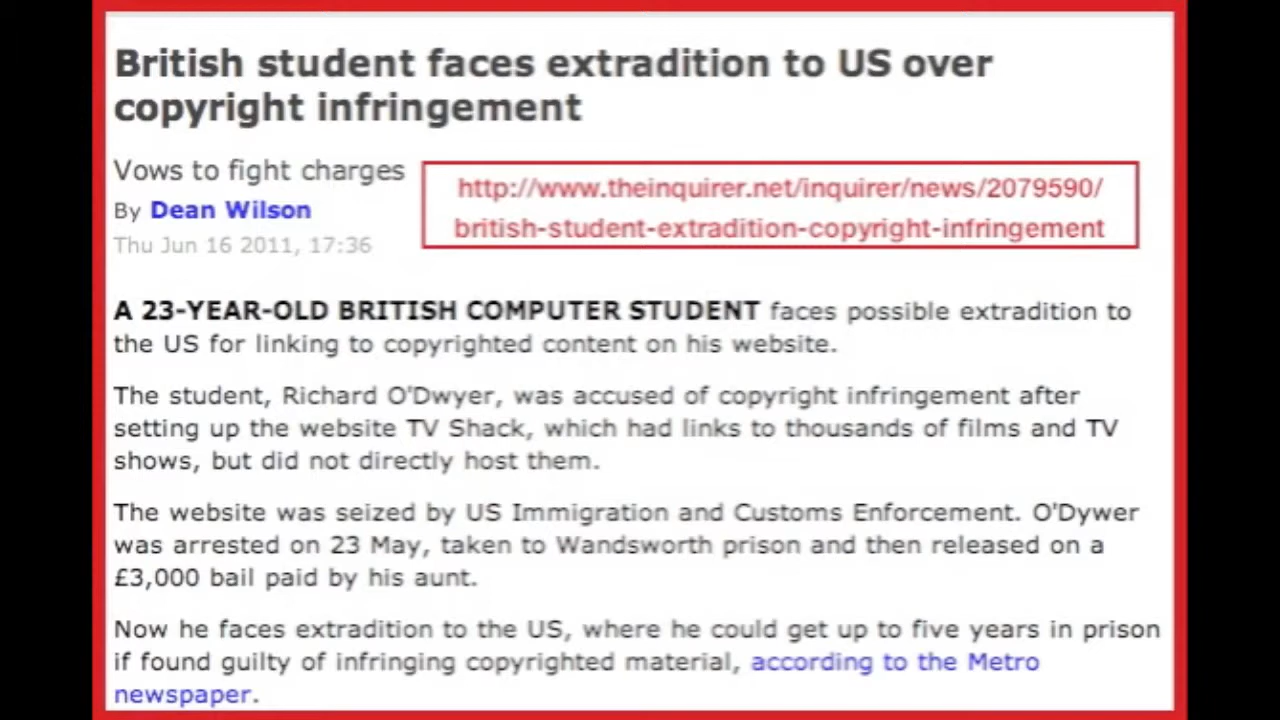 British student faces extradition to US over
copyright infringement
Vows to fight charges
By Dean Wilson
Thu Jun 16 2011, 17:36
http://www.theinquirer.net/inquirer/news/2079590/
british-student-extradition-copyright-infringement
A 23-YEAR-OLD BRITISH COMPUTER STUDENT faces possible extradition to
the US for linking to copyrighted content on his website.
The student, Richard O'Dwyer, was accused of copyright infringement after
setting up the website TV Shack, which had links to thousands of films and TV
shows, but did not directly host them.
The website was seized by US Immigration and Customs Enforcement. O'Dywer
was arrested on 23 May, taken to Wandsworth prison and then released on a
£3,000 bail paid by his aunt.
Now he faces extradition to the US, where he could get up to five years in prison
if found guilty of infringing copyrighted material, according to the Metro
newspaper.